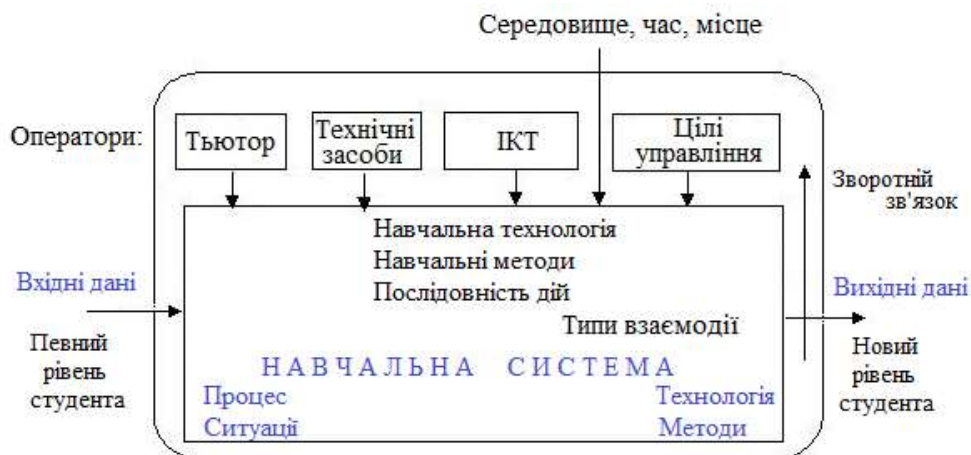 Середовище, час, місце
Оператори:
Тьютор
Технічні
засоби
ІКТ
Цілі
управління
Зворотній
зв'язок
Навчальна технологія
Навчальні методи
Послідовність дій
Типи взаємодії
Вхідні дані
Певний
рівень
студента
НАВЧАЛЬНА СИСТЕМА
Процес
Ситуації
Технологія
Методи
Вихідні дані
Новий
рівень
студента